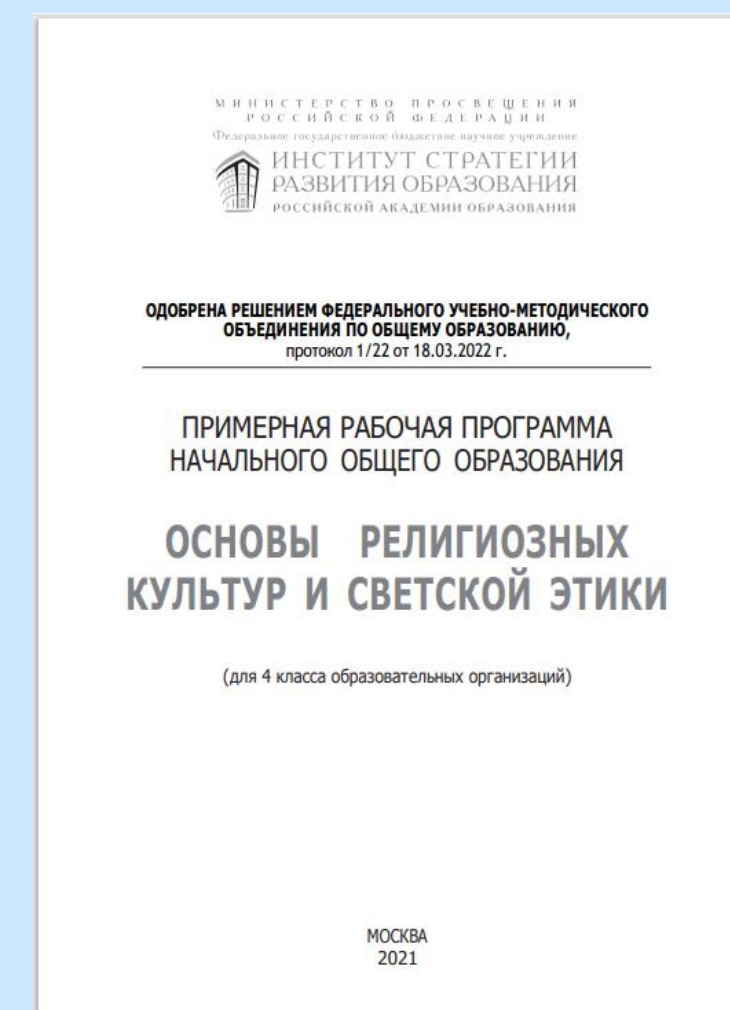 МИНИСТЕРСТВО ПРОСВЕЩЕНИЯ
РОССИЙСКОЙ ФЕДЕРАЦИИ
Федеральное государственное бюджетное научное учреждение
ИНСТИТУТ СТРАТЕГИИ
РАЗВИТИЯ ОБРАЗОВАНИЯ
РОССИЙСКОЙ АКАДЕМИИ ОБРАЗОВАНИЯ
ОДОБРЕНА РЕШЕНИЕМ ФЕДЕРАЛЬНОГО УЧЕБНО-МЕТОДИЧЕСКОГО
ОБЪЕДИНЕНИЯ ПО ОБЩЕМУ ОБРАЗОВАНИЮ,
протокол 1/22 от 18.03.2022 г.
ПРИМЕРНАЯ РАБОЧАЯ ПРОГРАММА
НАЧАЛЬНОГО ОБЩЕГО ОБРАЗОВАНИЯ
ОСНОВЫ РЕЛИГИОЗНЫХ
КУЛЬТУР И СВЕТСКОЙ ЭТИКИ
(для 4 класса образовательных организаций)
МОСКВА
2021